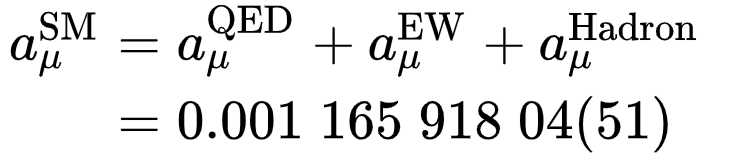 a_μ^SM = a_μ^QED + a_μ^EW + a_μ^Hadron
= 0.001 165 918 04(51)